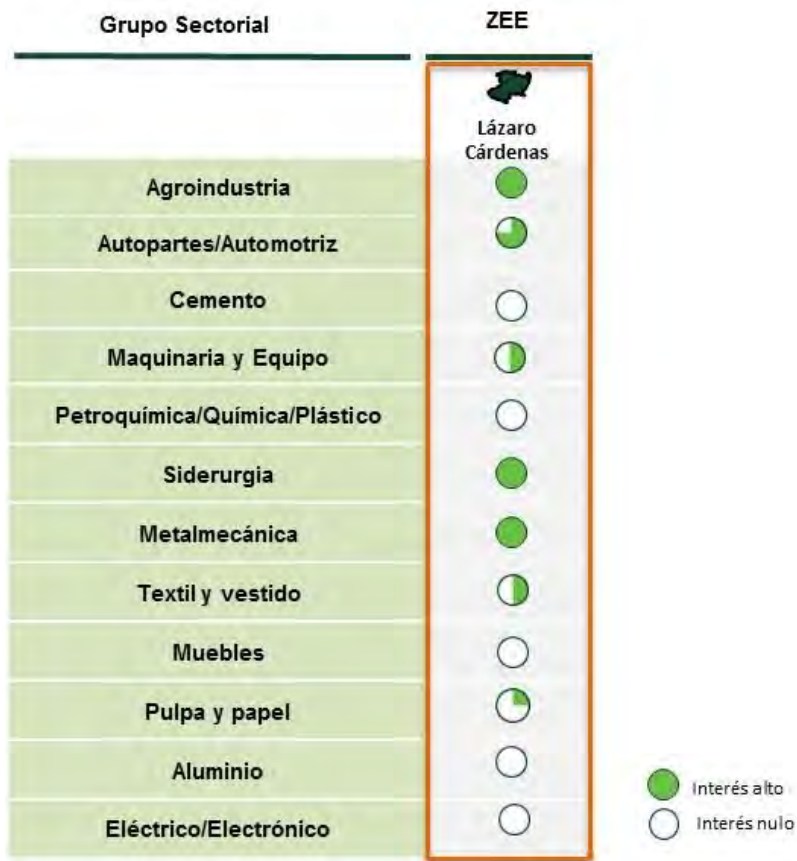 Grupo Sectorial
ZEE
Lázaro
Cárdenas
Agroindustria
Autopartes/Automotriz
Cemento
Maquinaria y Equipo
Petroquímica/Química/Plástico
Siderurgia
Metalmecánica
Textil y vestido
Muebles
Pulpa y papel
Aluminio
Eléctrico/Electrónico
Interés alto
Interés nulo